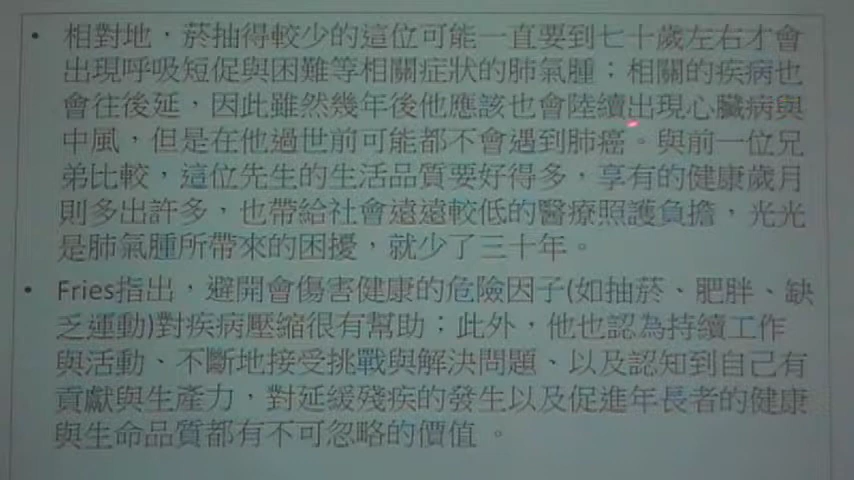 • 相對地，菸抽得較少的這位可能一直要到七十歲左右才會
出現呼吸短促與困難等相關症狀的肺氣腫；相關的疾病也
會往後延，因此雖然幾年後他應該也會陸續出現心臟病與
中風，但是在他過世前可能都不會遇到肺癌。與前一位兄
弟比較，這位先生的生活品質要好得多，享有的健康歲月
則多出許多，也帶給社會遠遠較低的醫療照護負擔，光光
是肺氣腫所帶來的困擾，就少了三十年。
• Fries指出，避開會傷害健康的危險因子(如抽菸、肥胖、缺
乏運動)對疾病壓縮很有幫助；此外，他也認為持續工作
與活動、不斷地接受挑戰與解決問題、以及認知到自己有
貢獻與生產力，對延緩殘疾的發生以及促進年長者的健康
與生命品質都有不可忽略的價值。